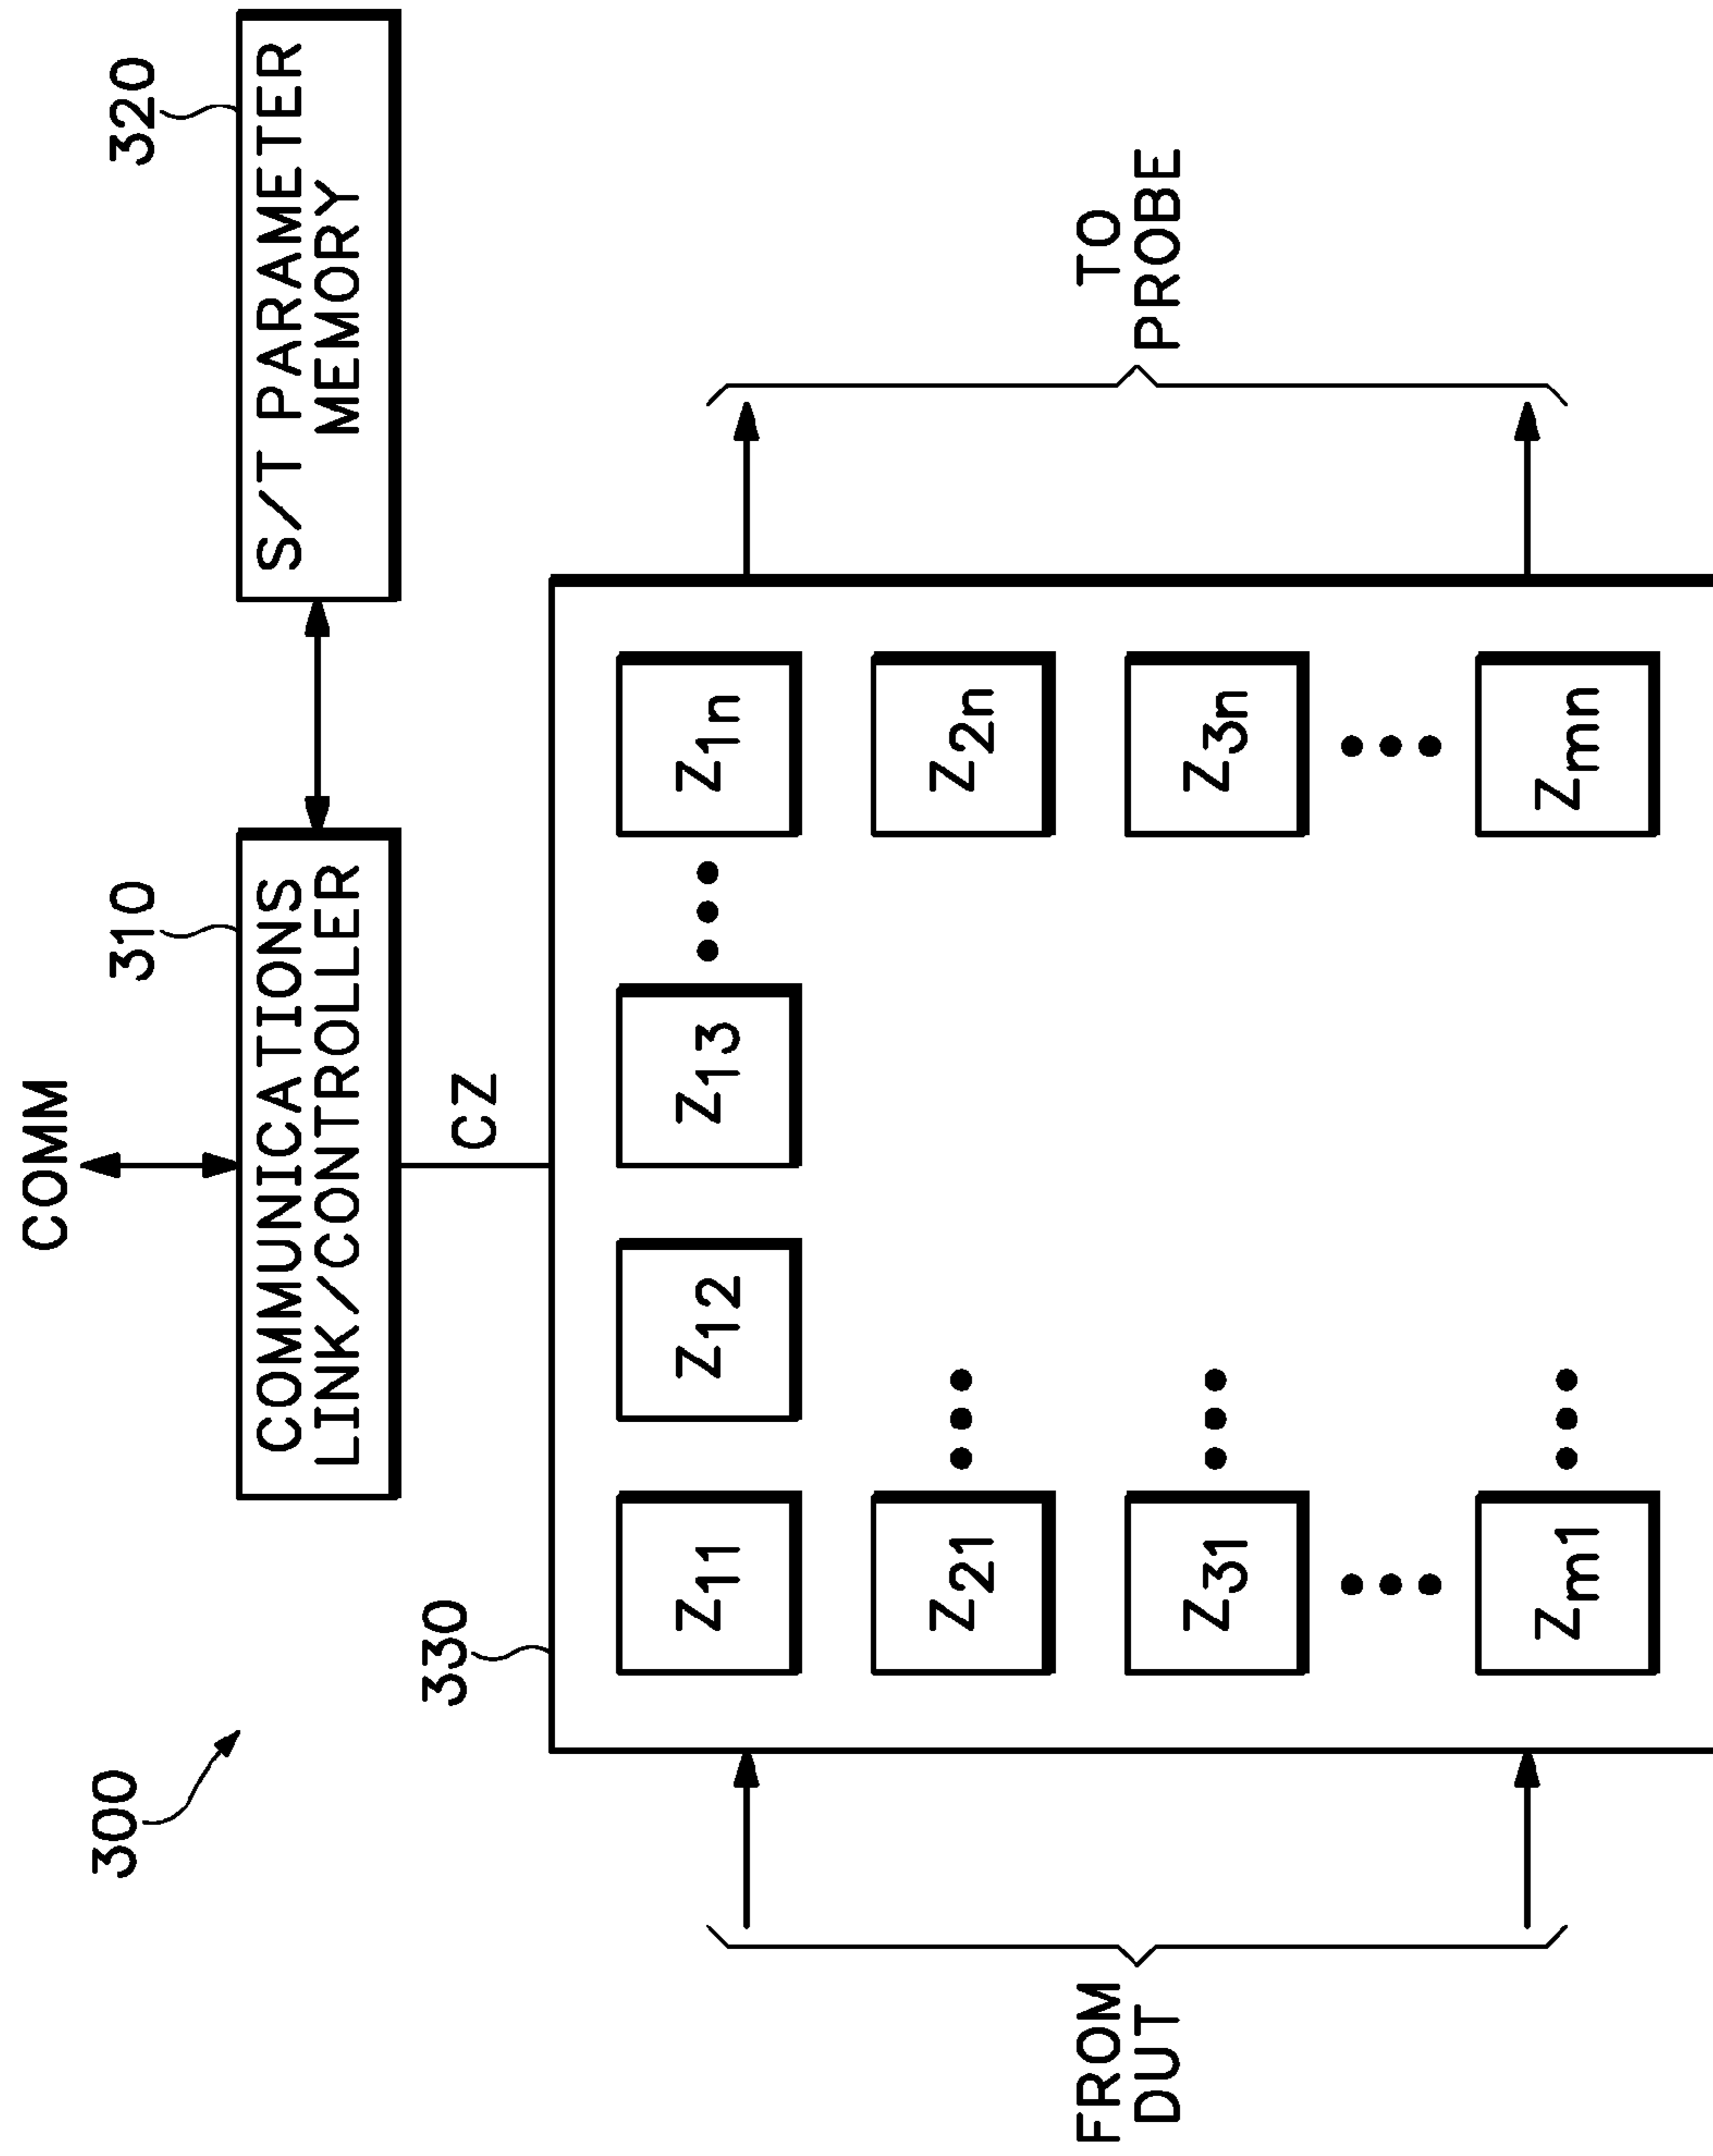 COMM
300
310
320
COMMUNICATIONS
LINK/CONTROLLER
S/T PARAMETER
MEMORY
330
CZ
Z11
Z12
Z13
Z1n
Z21
Z2n
FROM
DUT
TO
PROBE
Z31
Z3n
Zm1
Zmn